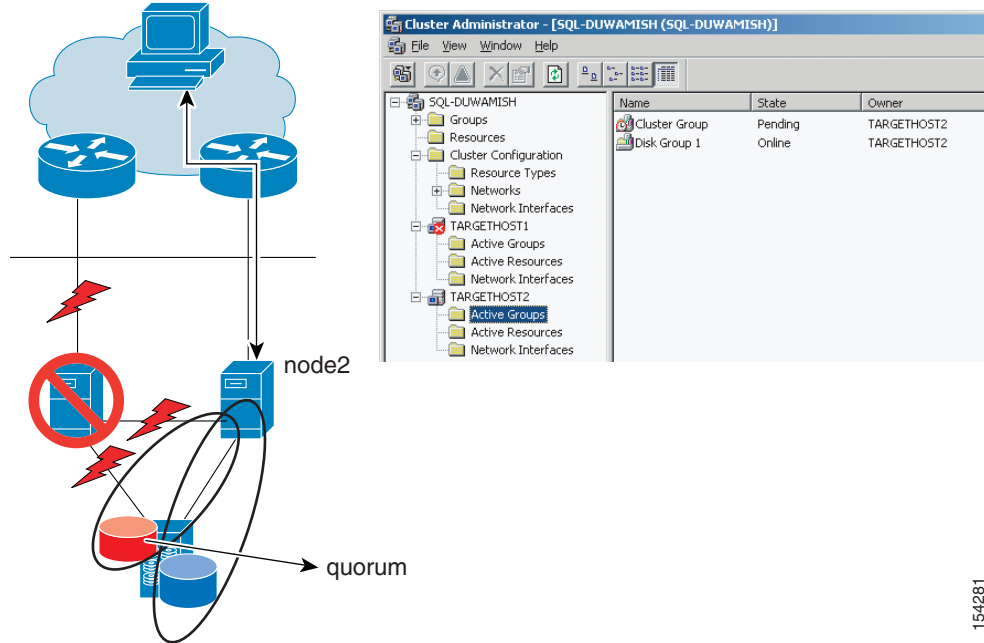 Cluster Administrator - [SQL-DUWAMISH (SQL-DUWAMISH)]
File View Window Help
SQL-DUWAMISH
Groups
Resources
Cluster Configuration
Resource Types
Networks
Network Interfaces
TARGETHOST1
Active Groups
Active Resources
Network Interfaces
TARGETHOST2
Active Groups
Active Resources
Network Interfaces
Name State Owner
Cluster Group Pending TARGETHOST2
Disk Group 1 Online TARGETHOST2
node2
quorum
154281